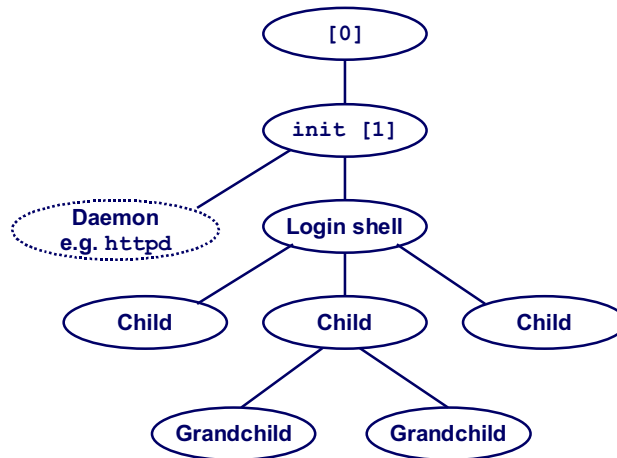 [0]
init [1]
Daemon
e.g. httpd
Login shell
Child
Child
Child
Grandchild
Grandchild